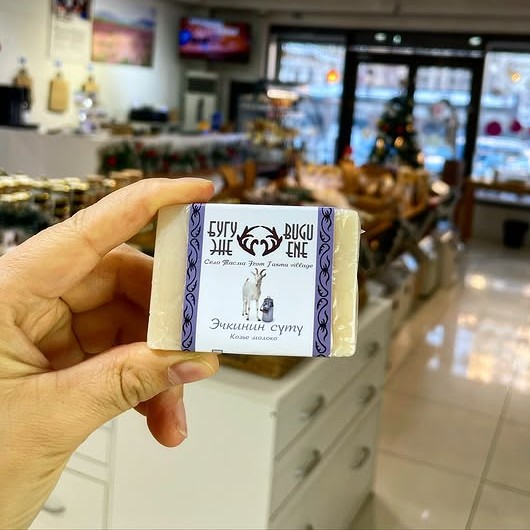 БУГУ BUGU
ЭНЕ ENE
Село Тасма From Tasma village
Эчкинин сүтү
Козье молоко